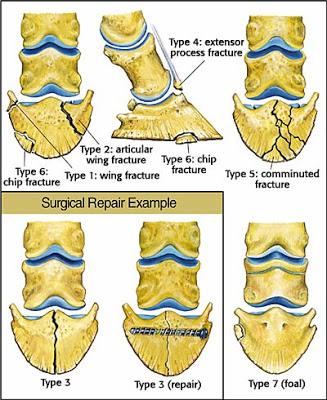 Type 4: extensor
process fracture
Type 2: articular
wing fracture
Type 6:
chip fracture
Type 1: wing fracture
Type 6: chip
fracture
Type 5: comminuted
fracture
Surgical Repair Example
Type 3
Type 3 (repair)
Type 7 (foal)